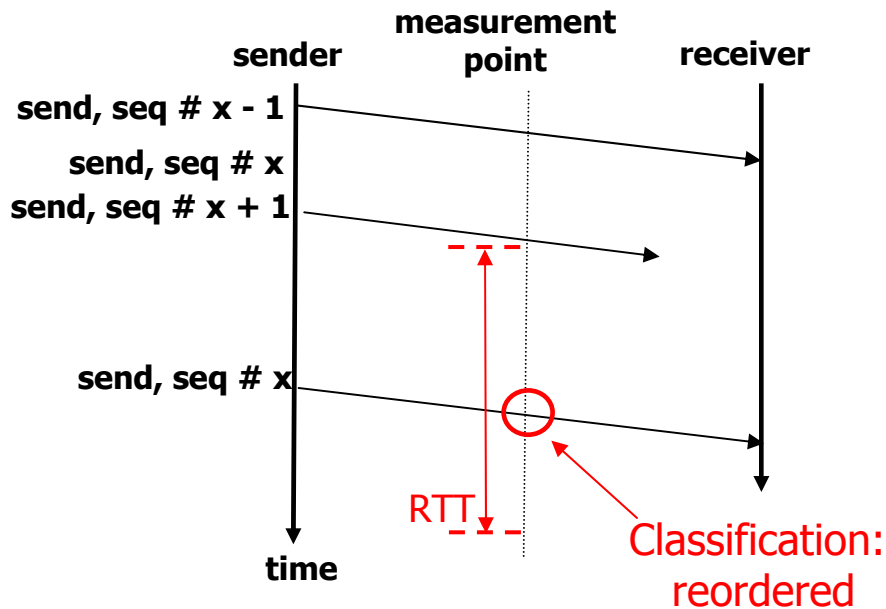 measurement
point
sender
receiver
send, seq # x - 1
send, seq # x
send, seq # x + 1
send, seq # x
RTT
Classification:
reordered
time